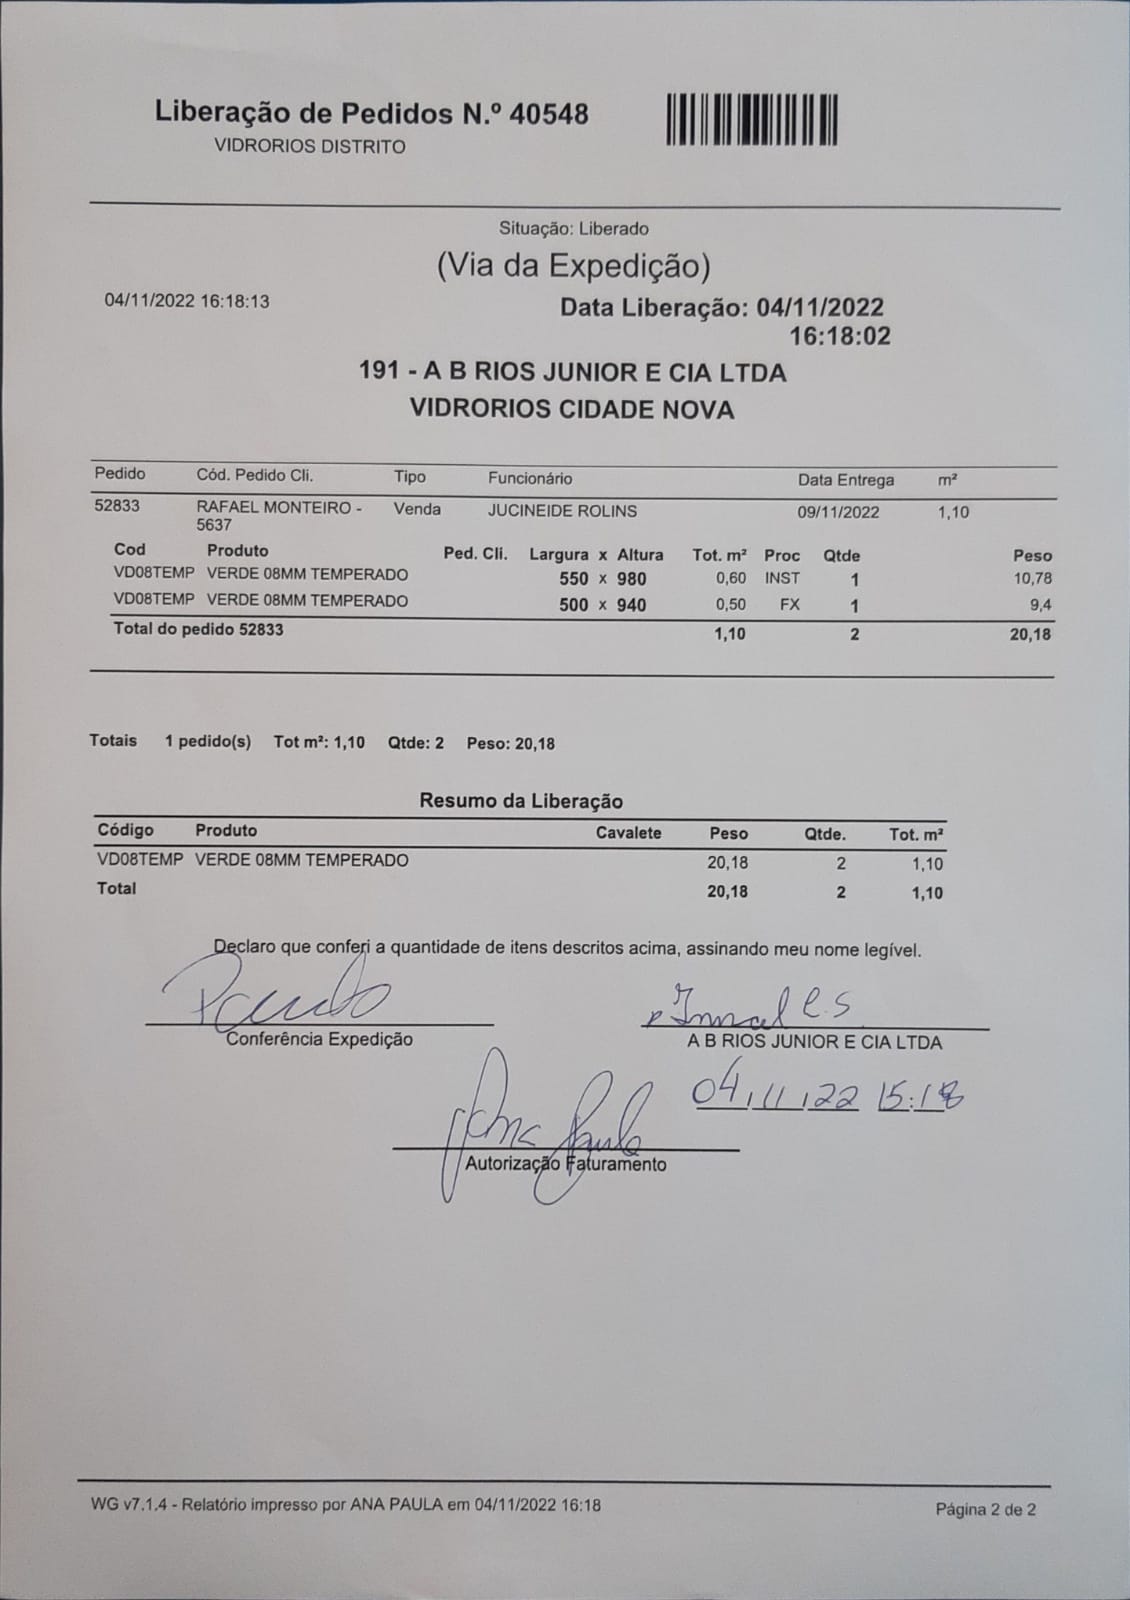 Liberação de Pedidos N.º 40548
VIDRORIOS DISTRITO
Situação: Liberado
(Via da Expedição)
04/11/2022 16:18:13
Data Liberação: 04/11/2022
16:18:02
191 - A B RIOS JUNIOR E CIA LTDA
VIDRORIOS CIDADE NOVA
Pedido Cód. Pedido Cli. Tipo Funcionário Data Entrega m²
52833 RAFAEL MONTEIRO - Venda JUCINEIDE ROLINS 09/11/2022 1,10
5637
Cod Produto Ped. Cli. Largura x Altura Tot. m² Proc Qtde Peso
VD08TEMP VERDE 08MM TEMPERADO 550 x 980 0,60 INST 1 10,78
VD08TEMP VERDE 08MM TEMPERADO 500 x 940 0,50 FX 1 9,4
Total do pedido 52833 1,10 2 20,18
Totais 1 pedido(s) Tot m²: 1,10 Qtde: 2 Peso: 20,18
Resumo da Liberação
Código Produto Cavalete Peso Qtde. Tot. m²
VD08TEMP VERDE 08MM TEMPERADO 20,18 2 1,10
Total 20,18 2 1,10
Declaro que conferi a quantidade de itens descritos acima, assinando meu nome legível.
Conferência Expedição
A B RIOS JUNIOR E CIA LTDA
04/11/22 15:18
Ana Paula
Autorização Faturamento
WG v7.1.4 - Relatório impresso por ANA PAULA em 04/11/2022 16:18
Página 2 de 2